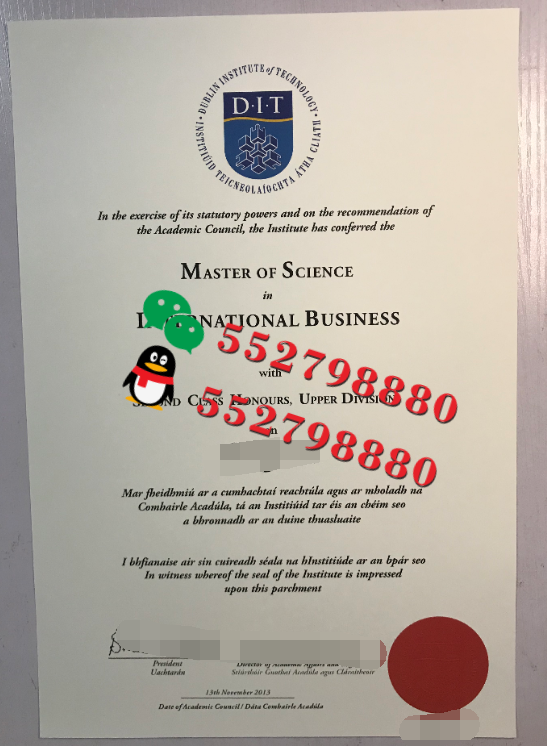 · DUBLIN INSTITUTE of TECHNOLOGY ·
INSTITIÚID TEICNEOLAÍOCHTA ÁTHA CLIATH
D·I·T
In the exercise of its statutory powers and on the recommendation of
the Academic Council, the Institute has conferred the
MASTER OF SCIENCE
in
INTERNATIONAL BUSINESS
552798880
with
SECOND CLASS HONOURS, UPPER DIVISION
552798880
Mar fheidhmiú ar a cumhachtaí reachtúla agus ar mholadh na
Comhairle Acadúla, tá an Institiúid tar éis an chéim seo
a bhronnadh ar an duine thuasluaite
I bhfianaise air sin cuireadh séala na hInstitiúide ar an bpár seo
In witness whereof the seal of the Institute is impressed
upon this parchment
President
Uachtarán
Director of Academic Affairs and
Stiúrthóir Gnóthaí Acadúla agus Cláraitheoir
13th November 2013
Date of Academic Council / Dáta Comhairle Acadúla